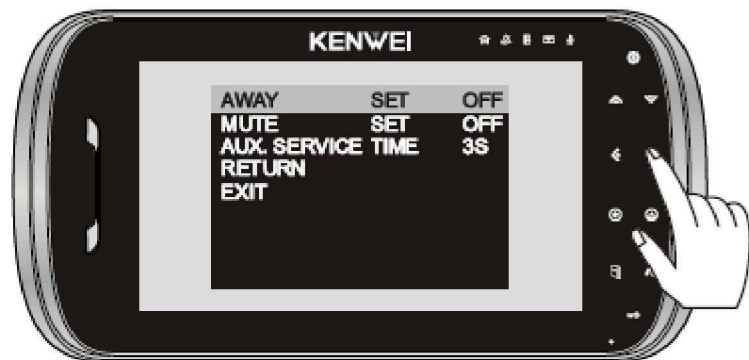 KENWEI
AWAY SET OFF
MUTE SET OFF
AUX. SERVICE TIME 3S
RETURN
EXIT